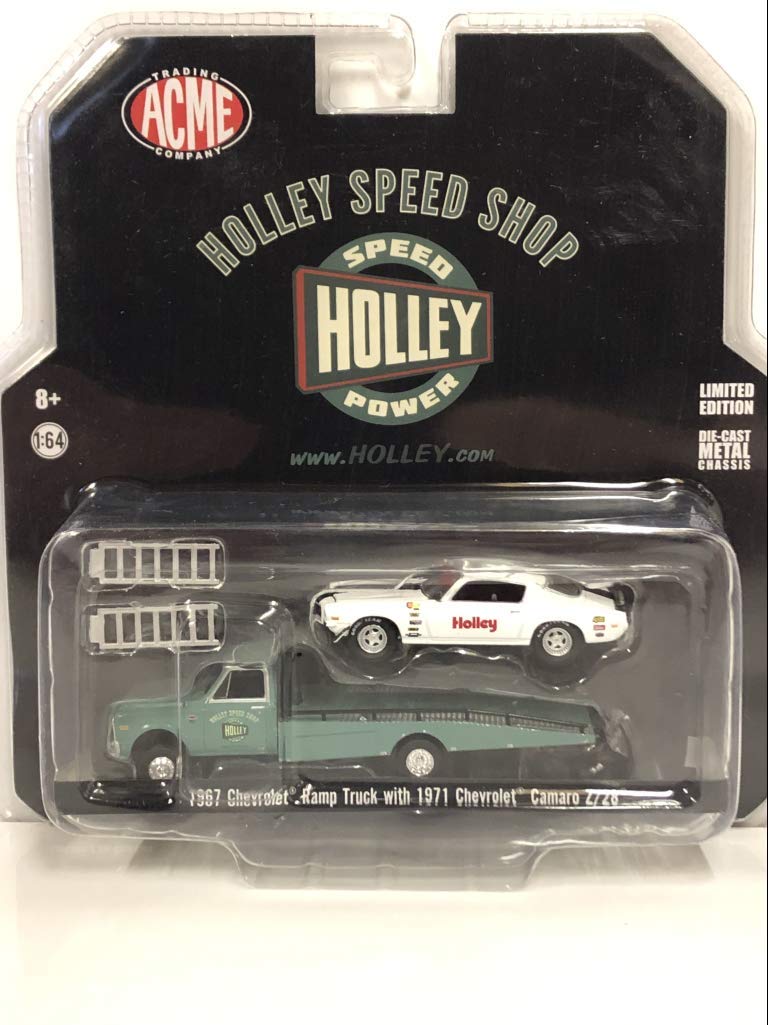 TRADING
ACME
COMPANY
HOLLEY SPEED SHOP
SPEED
HOLLEY
POWER
www.HOLLEY.com
8+
1:64
LIMITED
EDITION
DIE-CAST
METAL
CHASSIS
Holley
HOLLEY SPEED SHOP
HOLLEY
1967 Chevrolet® Ramp Truck with 1971 Chevrolet® Camaro Z/28